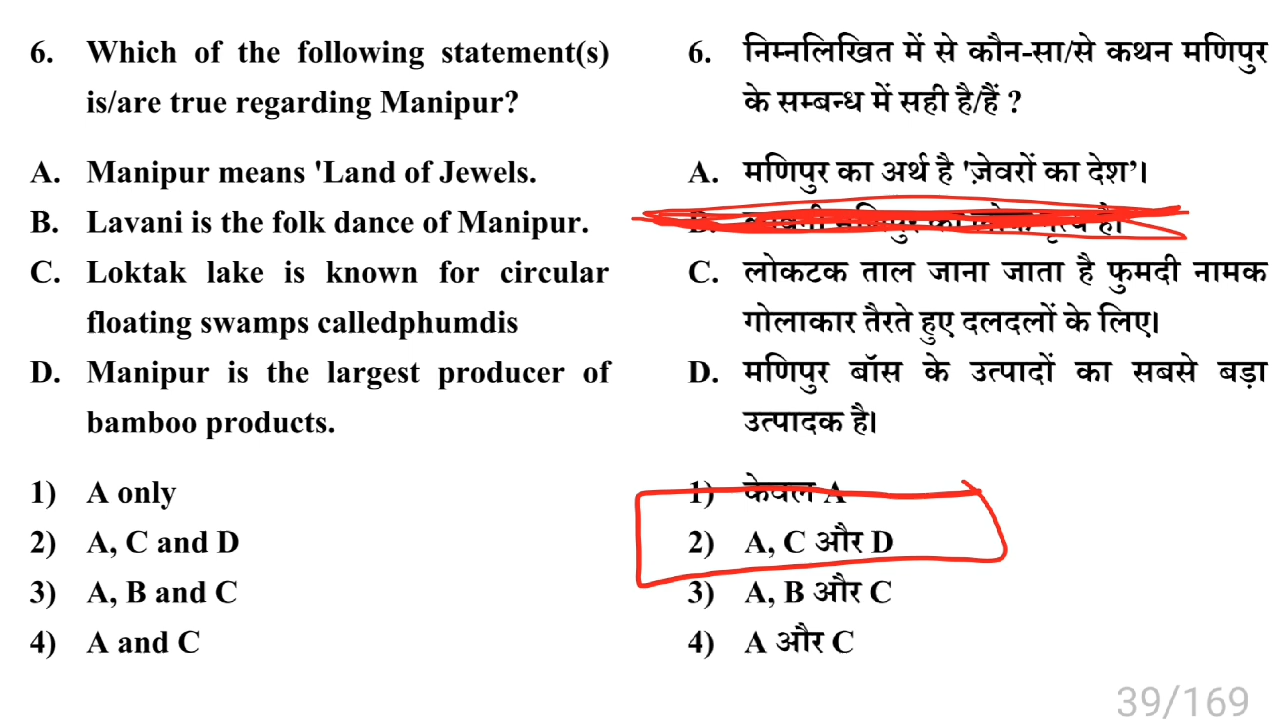 6. Which of the following statement(s)
is/are true regarding Manipur?
A. Manipur means 'Land of Jewels.
B. Lavani is the folk dance of Manipur.
C. Loktak lake is known for circular
floating swamps calledphumdis
D. Manipur is the largest producer of
bamboo products.
1) A only
2) A, C and D
3) A, B and C
4) A and C
6. निम्नलिखित में से कौन-सा/से कथन मणिपुर
के सम्बन्ध में सही है/हैं ?
A. मणिपुर का अर्थ है 'ज़ेवरों का देश’।
C. लोकटक ताल जाना जाता है फुमदी नामक
गोलाकार तैरते हुए दलदलों के लिए।
D. मणिपुर बॉस के उत्पादों का सबसे बड़ा
उत्पादक है।
1) केवल A
2) A, C और D
3) A, B और C
4) A और C
39/169